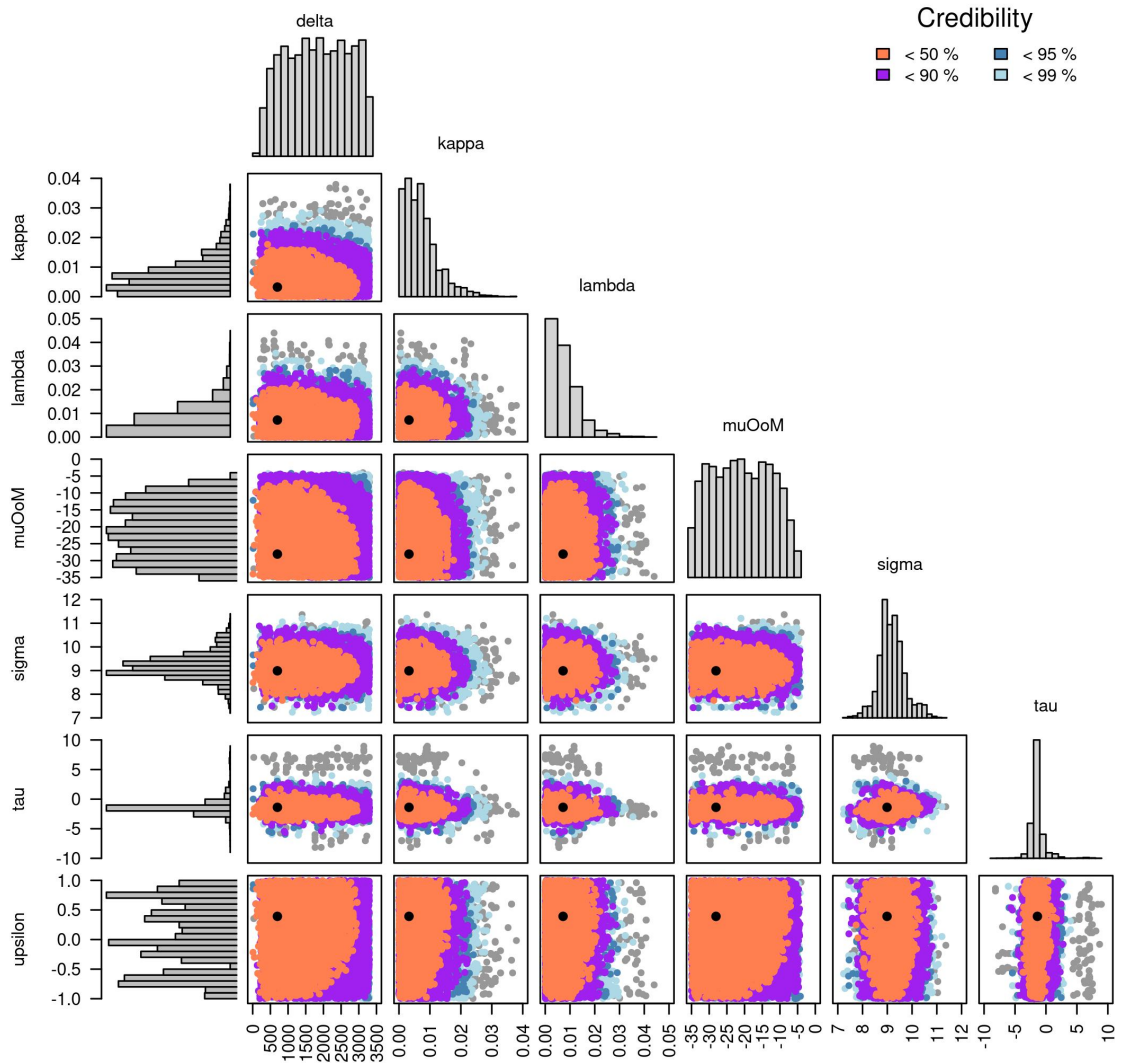 delta
Credibility
< 50 % < 95 %
< 90 % < 99 %
kappa
kappa
0.04
0.03
0.02
0.01
0.00
lambda
lambda
0.05
0.04
0.03
0.02
0.01
0.00
muOoM
muOoM
0
-5
-10
-15
-20
-25
-30
-35
sigma
sigma
12
11
10
9
8
7
tau
tau
10
5
0
-5
-10
upsilon
1.0
0.5
0.0
-0.5
-1.0
0 500 1000 1500 2000 2500 3000 3500
0.00 0.01 0.02 0.03 0.04
0.00 0.01 0.02 0.03 0.04 0.05
-35 -30 -25 -20 -15 -10 -5 0
7 8 9 10 11 12
-10 -5 0 5 10